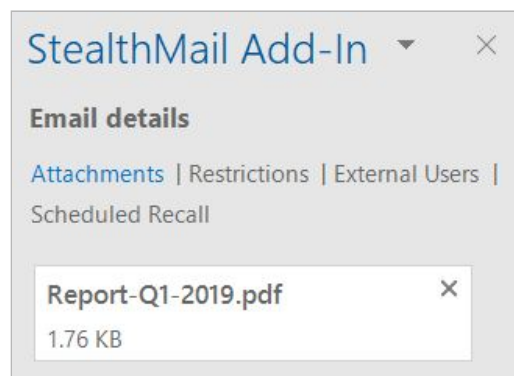 StealthMail Add-In
Email details
Attachments | Restrictions | External Users |
Scheduled Recall
Report-Q1-2019.pdf
1.76 KB